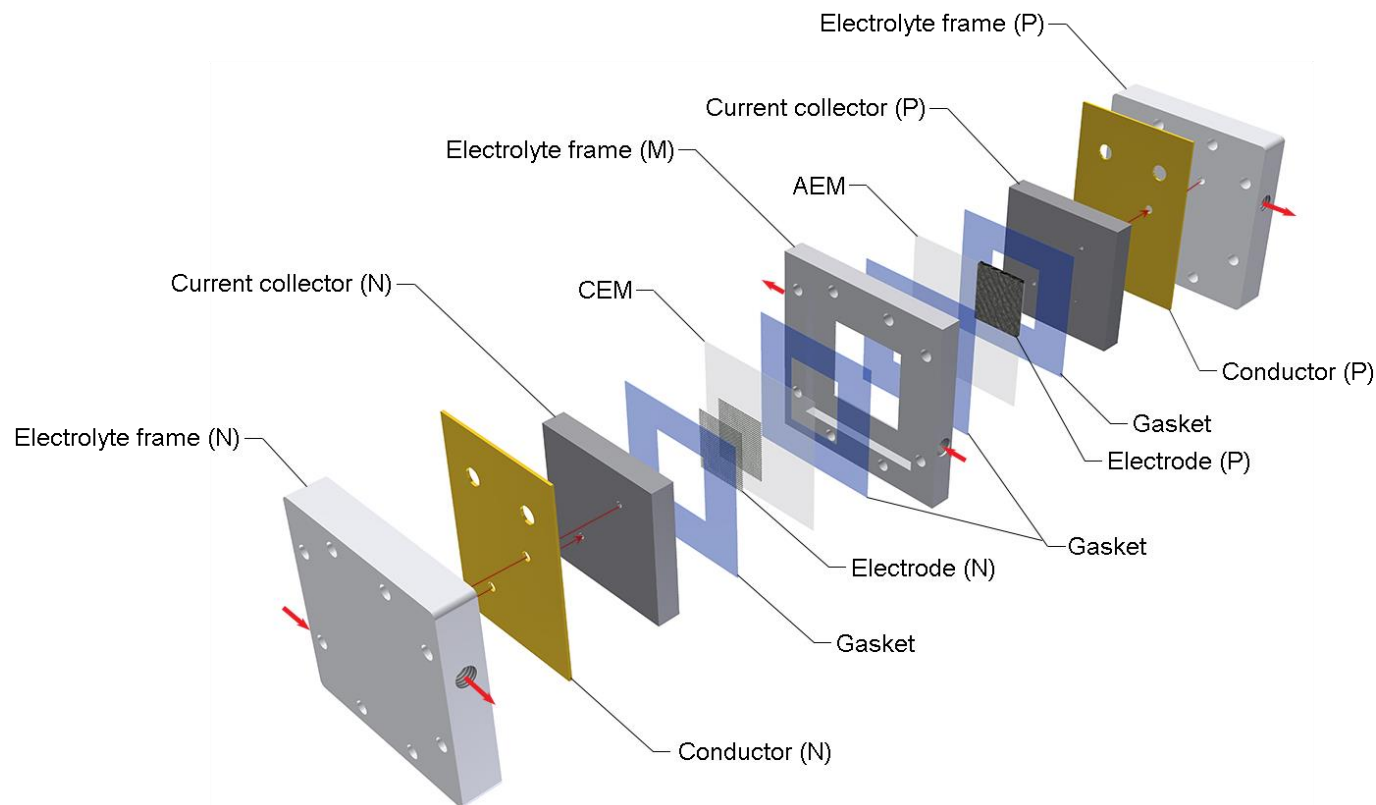 Electrolyte frame (P)
Current collector (P)
Electrolyte frame (M)
AEM
Current collector (N)
CEM
Conductor (P)
Gasket
Electrolyte frame (N)
Electrode (P)
Gasket
Electrode (N)
Gasket
Conductor (N)